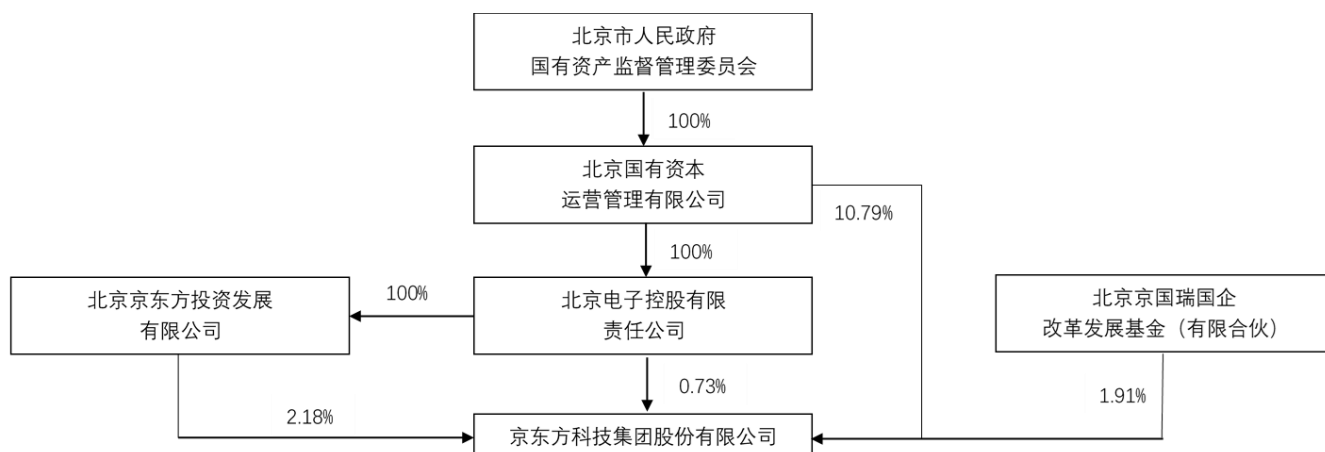 北京市人民政府
国有资产监督管理委员会
100%
北京国有资本
运营管理有限公司
10.79%
100%
北京京东方投资发展
有限公司
100%
北京电子控股有限
责任公司
北京京国瑞国企
改革发展基金（有限合伙）
0.73%
2.18%
1.91%
京东方科技集团股份有限公司